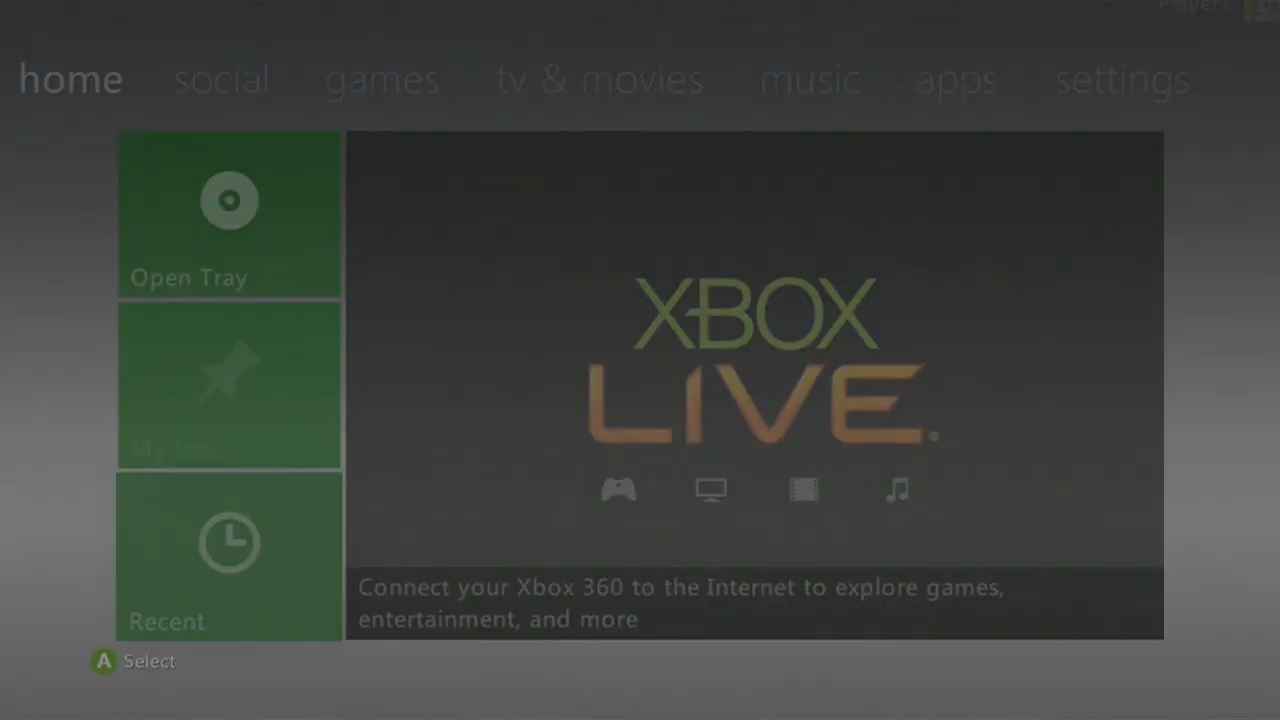 Player1
home social games tv & movies music apps settings
Open Tray
XBOX
LIVE
Recent
Connect your Xbox 360 to the Internet to explore games,
entertainment, and more
A Select